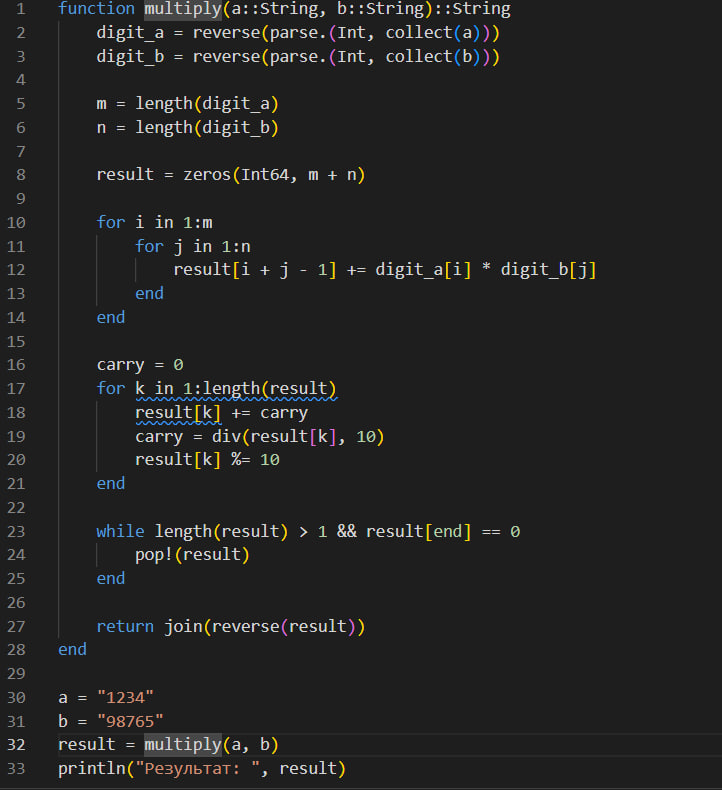 1 function multiply(a::String, b::String)::String
2     digit_a = reverse(parse.(Int, collect(a)))
3     digit_b = reverse(parse.(Int, collect(b)))
4
5     m = length(digit_a)
6     n = length(digit_b)
7
8     result = zeros(Int64, m + n)
9
10     for i in 1:m
11         for j in 1:n
12             result[i + j - 1] += digit_a[i] * digit_b[j]
13         end
14     end
15
16     carry = 0
17     for k in 1:length(result)
18         result[k] += carry
19         carry = div(result[k], 10)
20         result[k] %= 10
21     end
22
23     while length(result) > 1 && result[end] == 0
24         pop!(result)
25     end
26
27     return join(reverse(result))
28 end
29
30 a = "1234"
31 b = "98765"
32 result = multiply(a, b)
33 println("Результат: ", result)